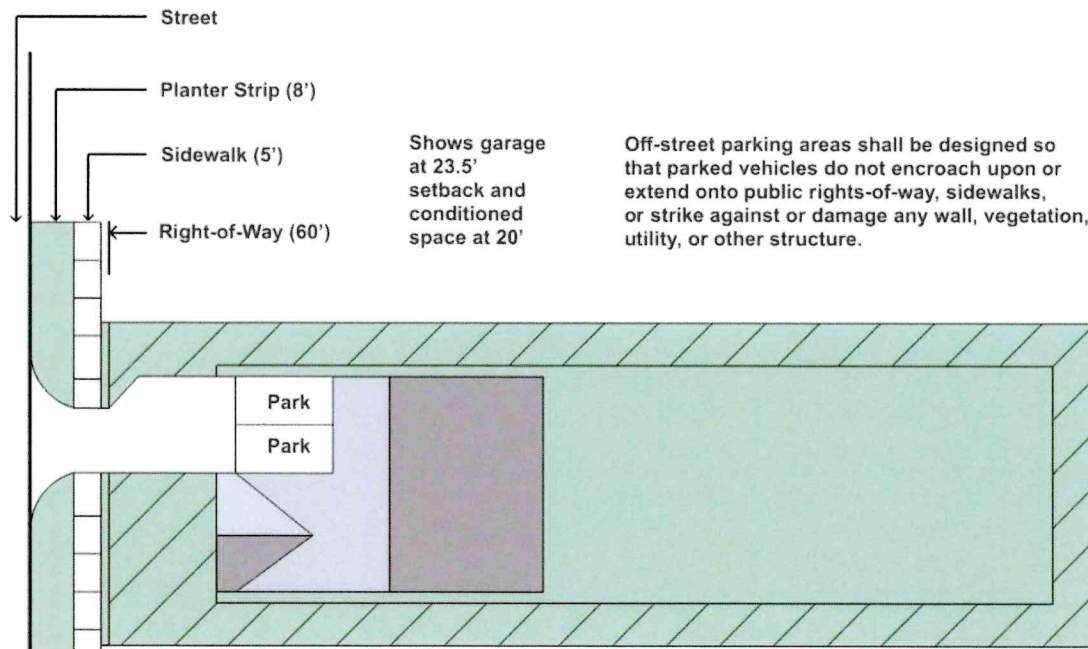 Street
Planter Strip (8')
Sidewalk (5')
Right-of-Way (60')
Shows garage
at 23.5'
setback and
conditioned
space at 20'
Off-street parking areas shall be designed so
that parked vehicles do not encroach upon or
extend onto public rights-of-way, sidewalks,
or strike against or damage any wall, vegetation,
utility, or other structure.
Park
Park